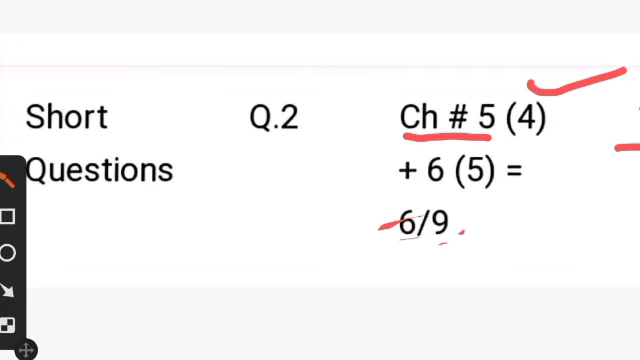 Short Q.2 Ch # 5 (4)
Questions + 6 (5) =
6/9